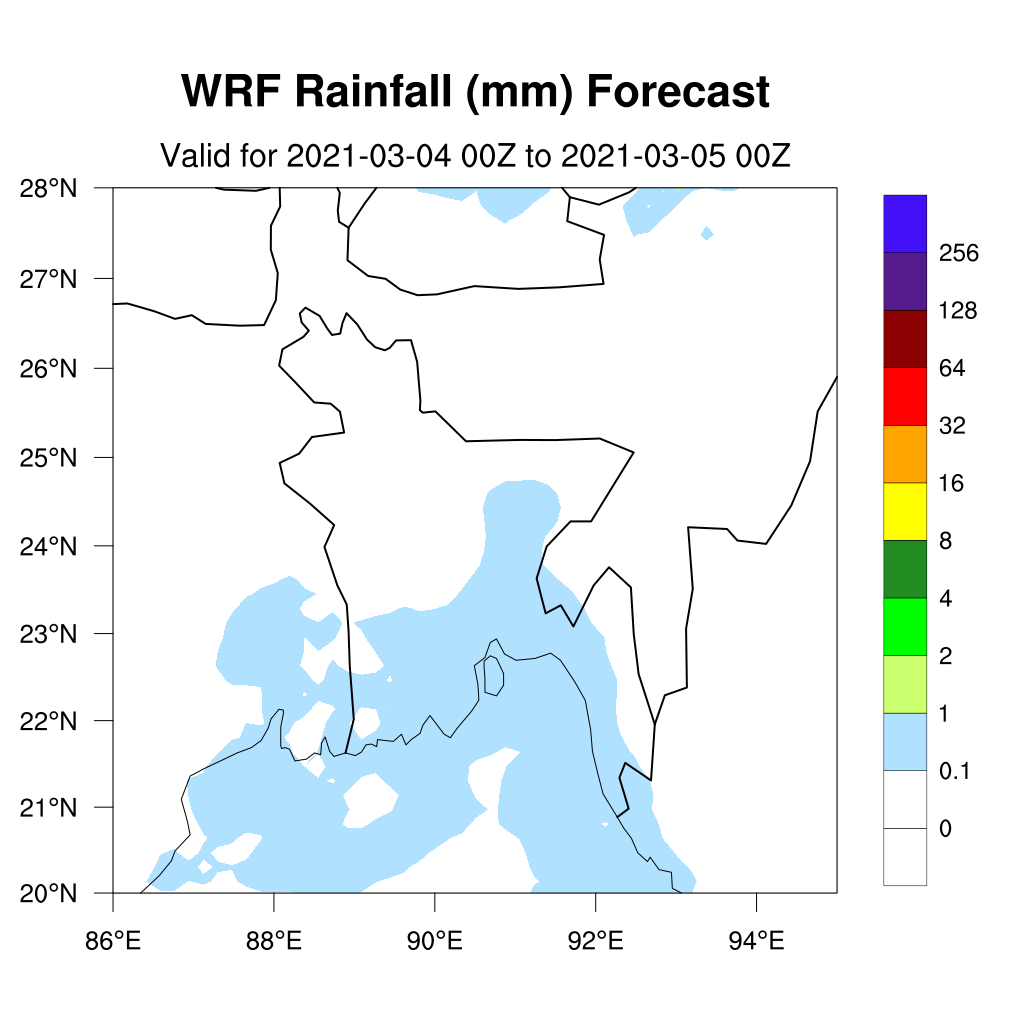 WRF Rainfall (mm) Forecast
Valid for 2021-03-04 00Z to 2021-03-05 00Z
28°N
27°N
26°N
25°N
24°N
23°N
22°N
21°N
20°N
86°E
88°E
90°E
92°E
94°E
256
128
64
32
16
8
4
2
1
0.1
0